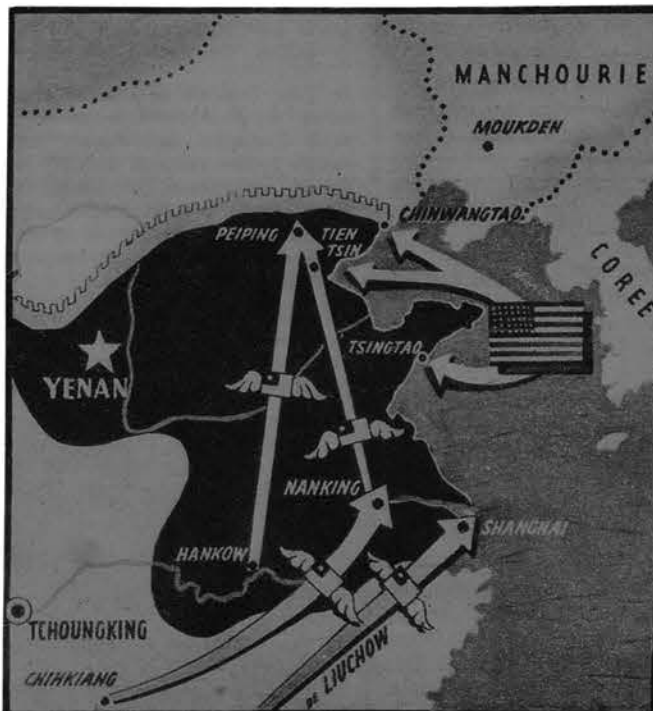 MANCHOURIE
MOUKDEN
CHINWANGTAO
PEIPING
TIEN
TSIN
COREE
TSINGTAO
YENAN
NANKING
SHANGHAI
HANKOW
TCHOUNGKING
CHIHKIANG
DE LIUCHOW